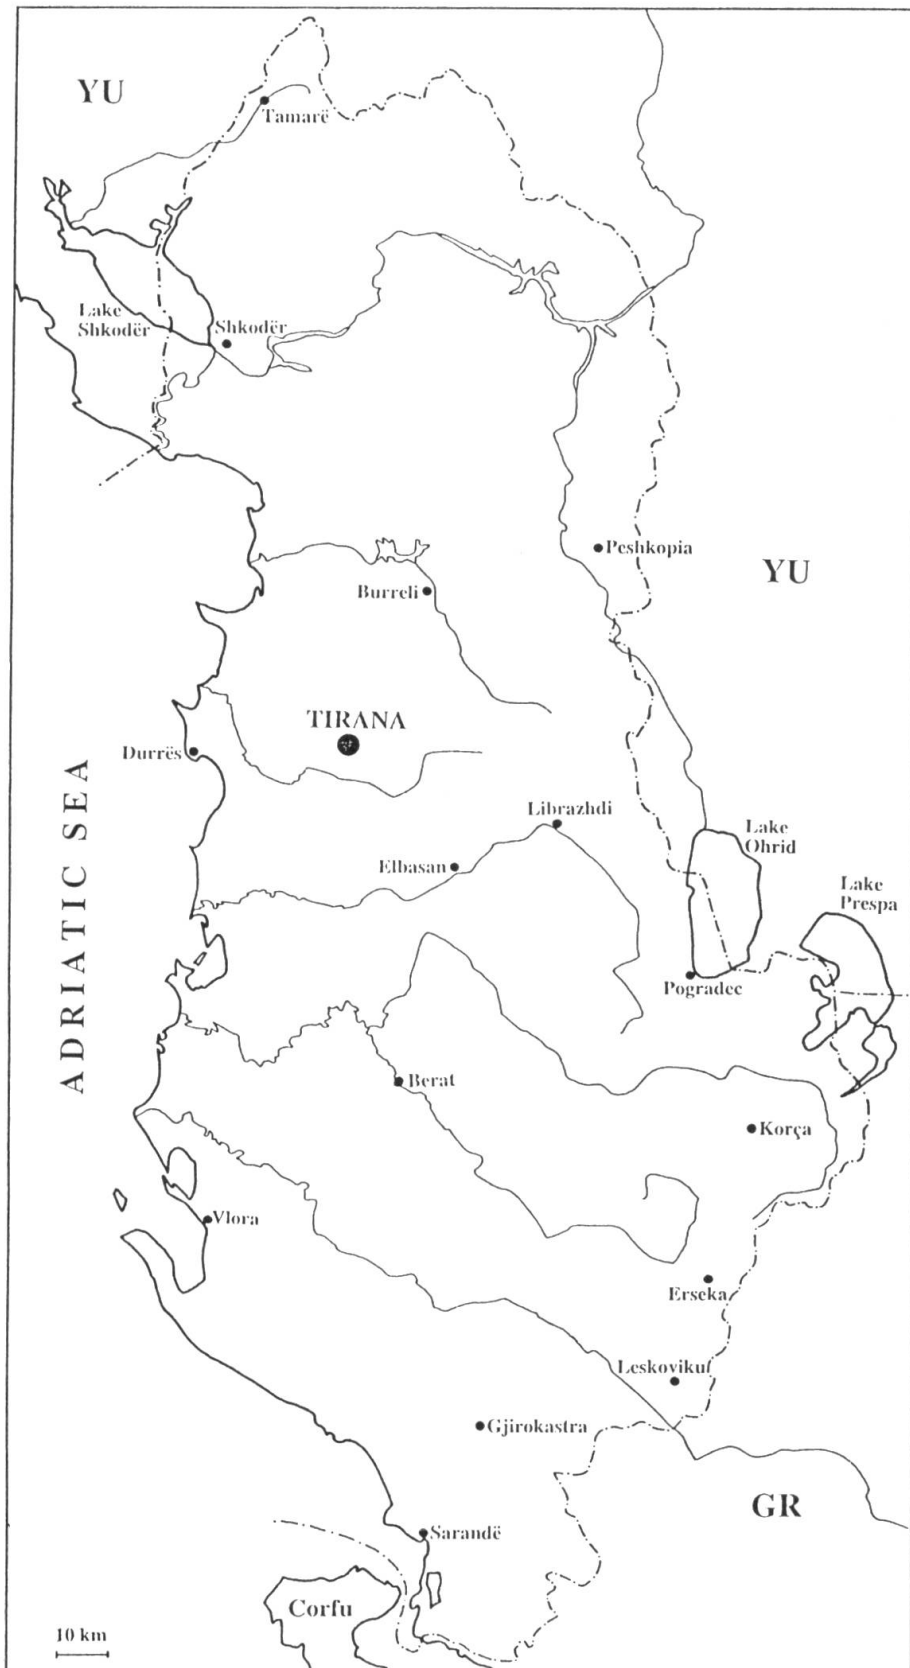 YU
Tamarë
Lake
Shkodër
Shkodër
Peshkopia
YU
Burreli
TIRANA
Durrës
Librazhdi
Elbasan
Lake
Ohrid
Lake
Prespa
ADRIATIC SEA
Pogradec
Berat
Korça
Vlora
Erseka
Leskoviku
Gjirokastra
GR
Sarandë
Corfu
10 km